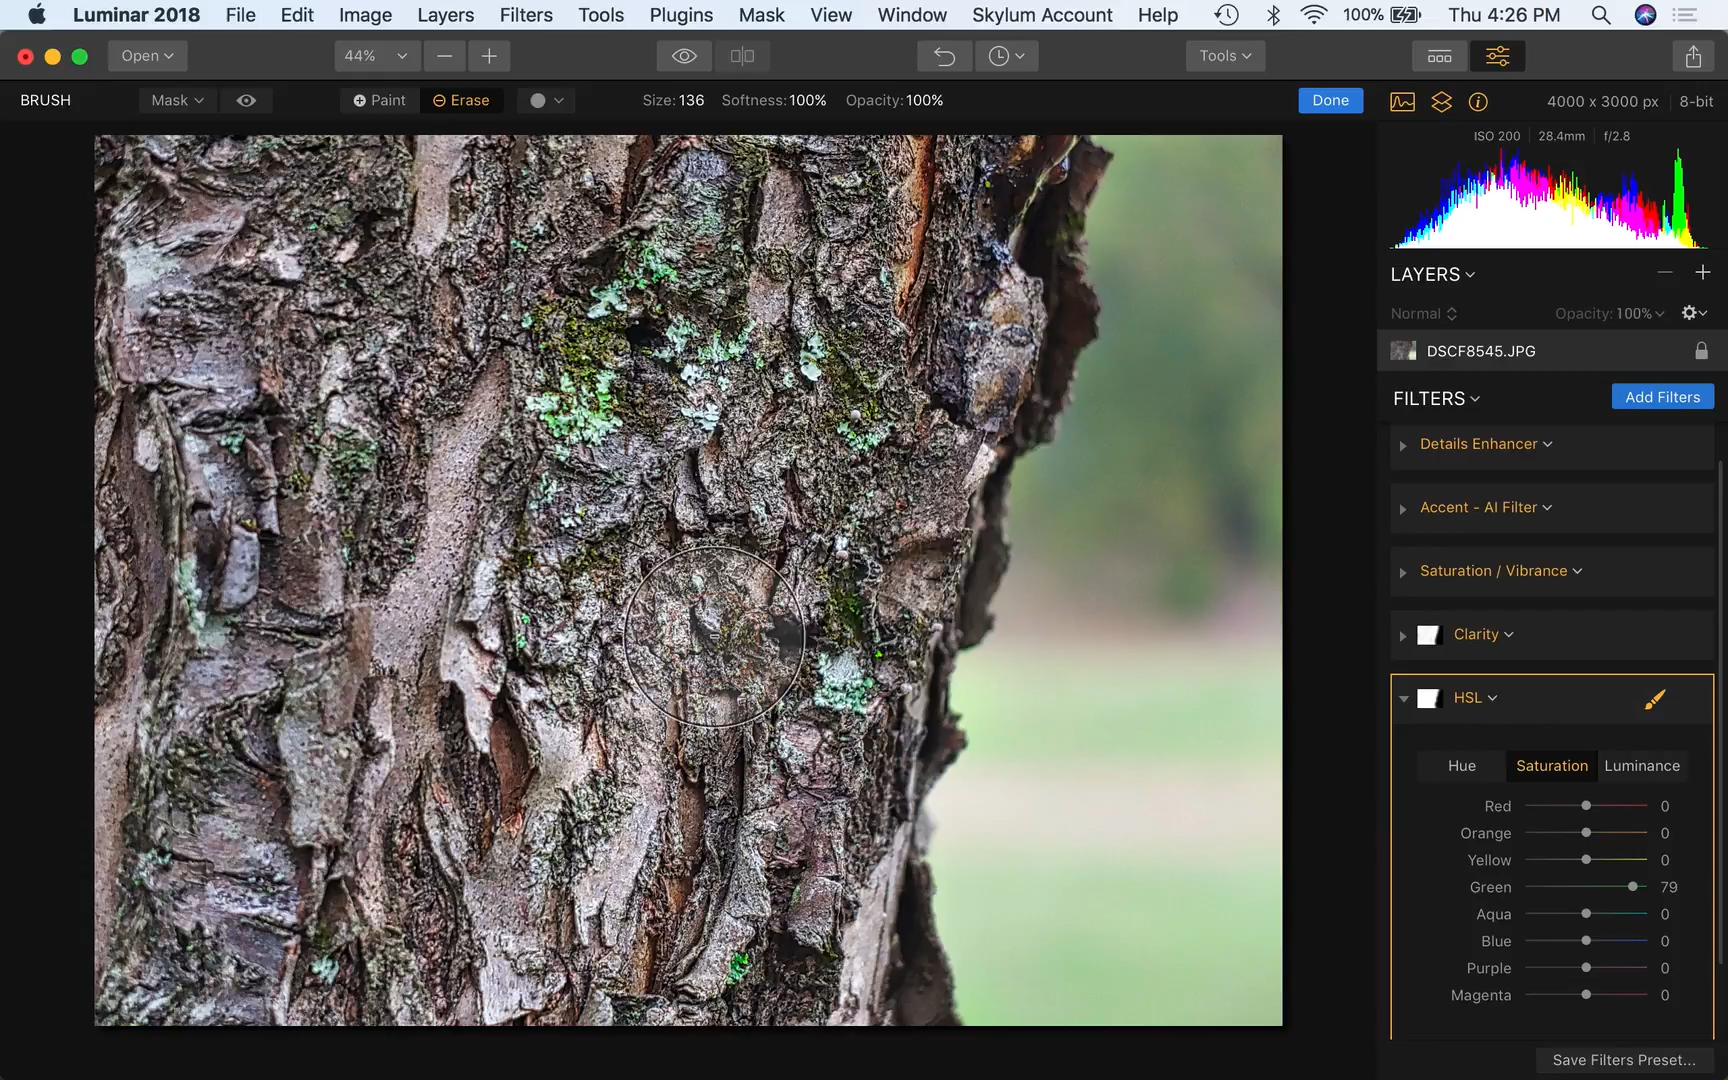 Luminar 2018 File Edit Image Layers Filters Tools Plugins Mask View Window Skylum Account Help 100% Thu 4:26 PM
Open 44% Tools
BRUSH Mask Paint Erase Size: 136 Softness: 100% Opacity: 100% Done 4000 x 3000 px 8-bit
ISO 200 28.4mm f/2.8
LAYERS
Normal Opacity: 100%
DSCF8545.JPG
FILTERS Add Filters
Details Enhancer
Accent - AI Filter
Saturation / Vibrance
Clarity
HSL
Hue Saturation Luminance
Red 0
Orange 0
Yellow 0
Green 79
Aqua 0
Blue 0
Purple 0
Magenta 0
Save Filters Preset...